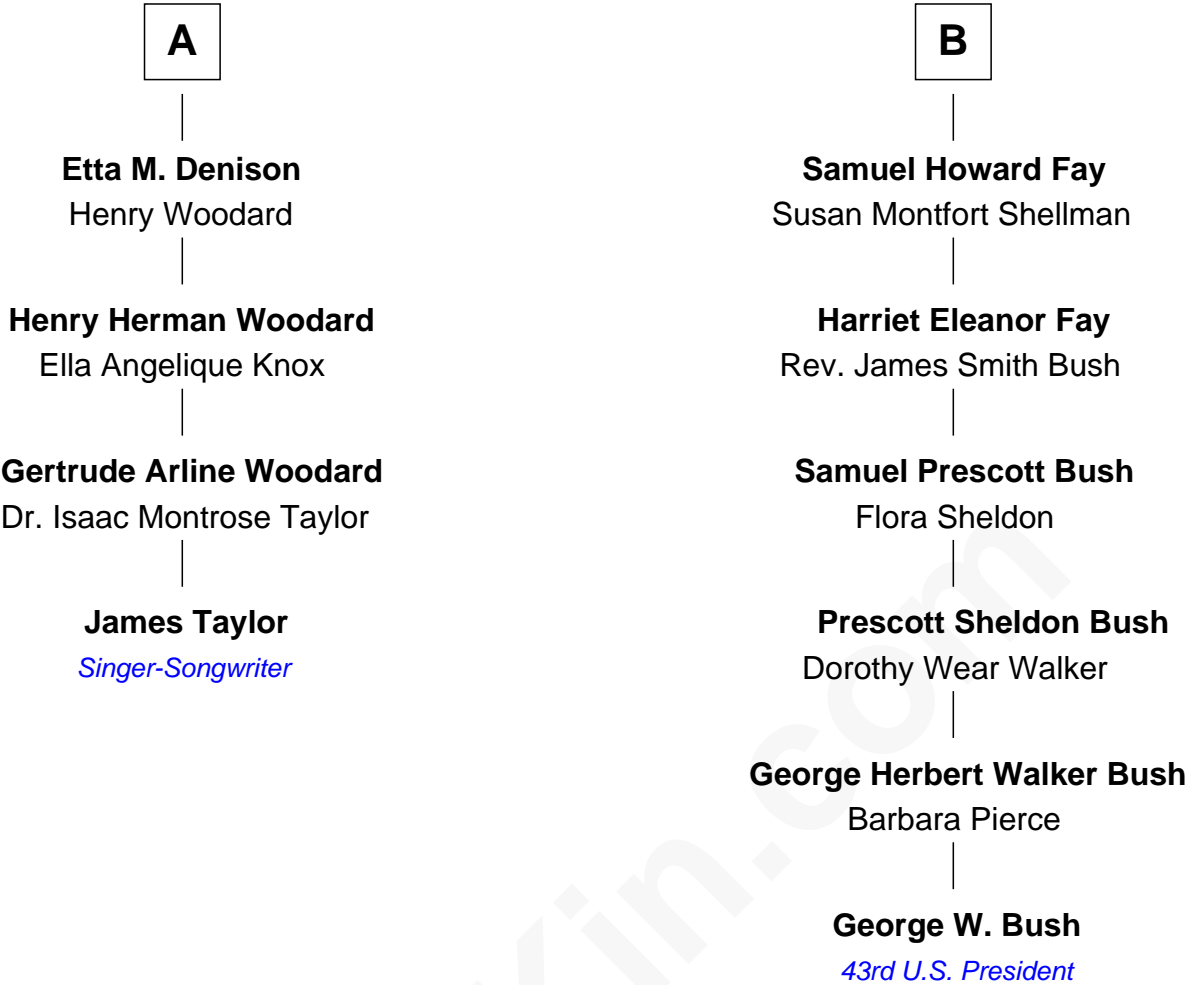 A
Etta M. Denison
Henry Woodard
Henry Herman Woodard
Ella Angelique Knox
Gertrude Arline Woodard
Dr. Isaac Montrose Taylor
James Taylor
Singer-Songwriter
B
Samuel Howard Fay
Susan Montfort Shellman
Harriet Eleanor Fay
Rev. James Smith Bush
Samuel Prescott Bush
Flora Sheldon
Prescott Sheldon Bush
Dorothy Wear Walker
George Herbert Walker Bush
Barbara Pierce
George W. Bush
43rd U.S. President
Kin.com